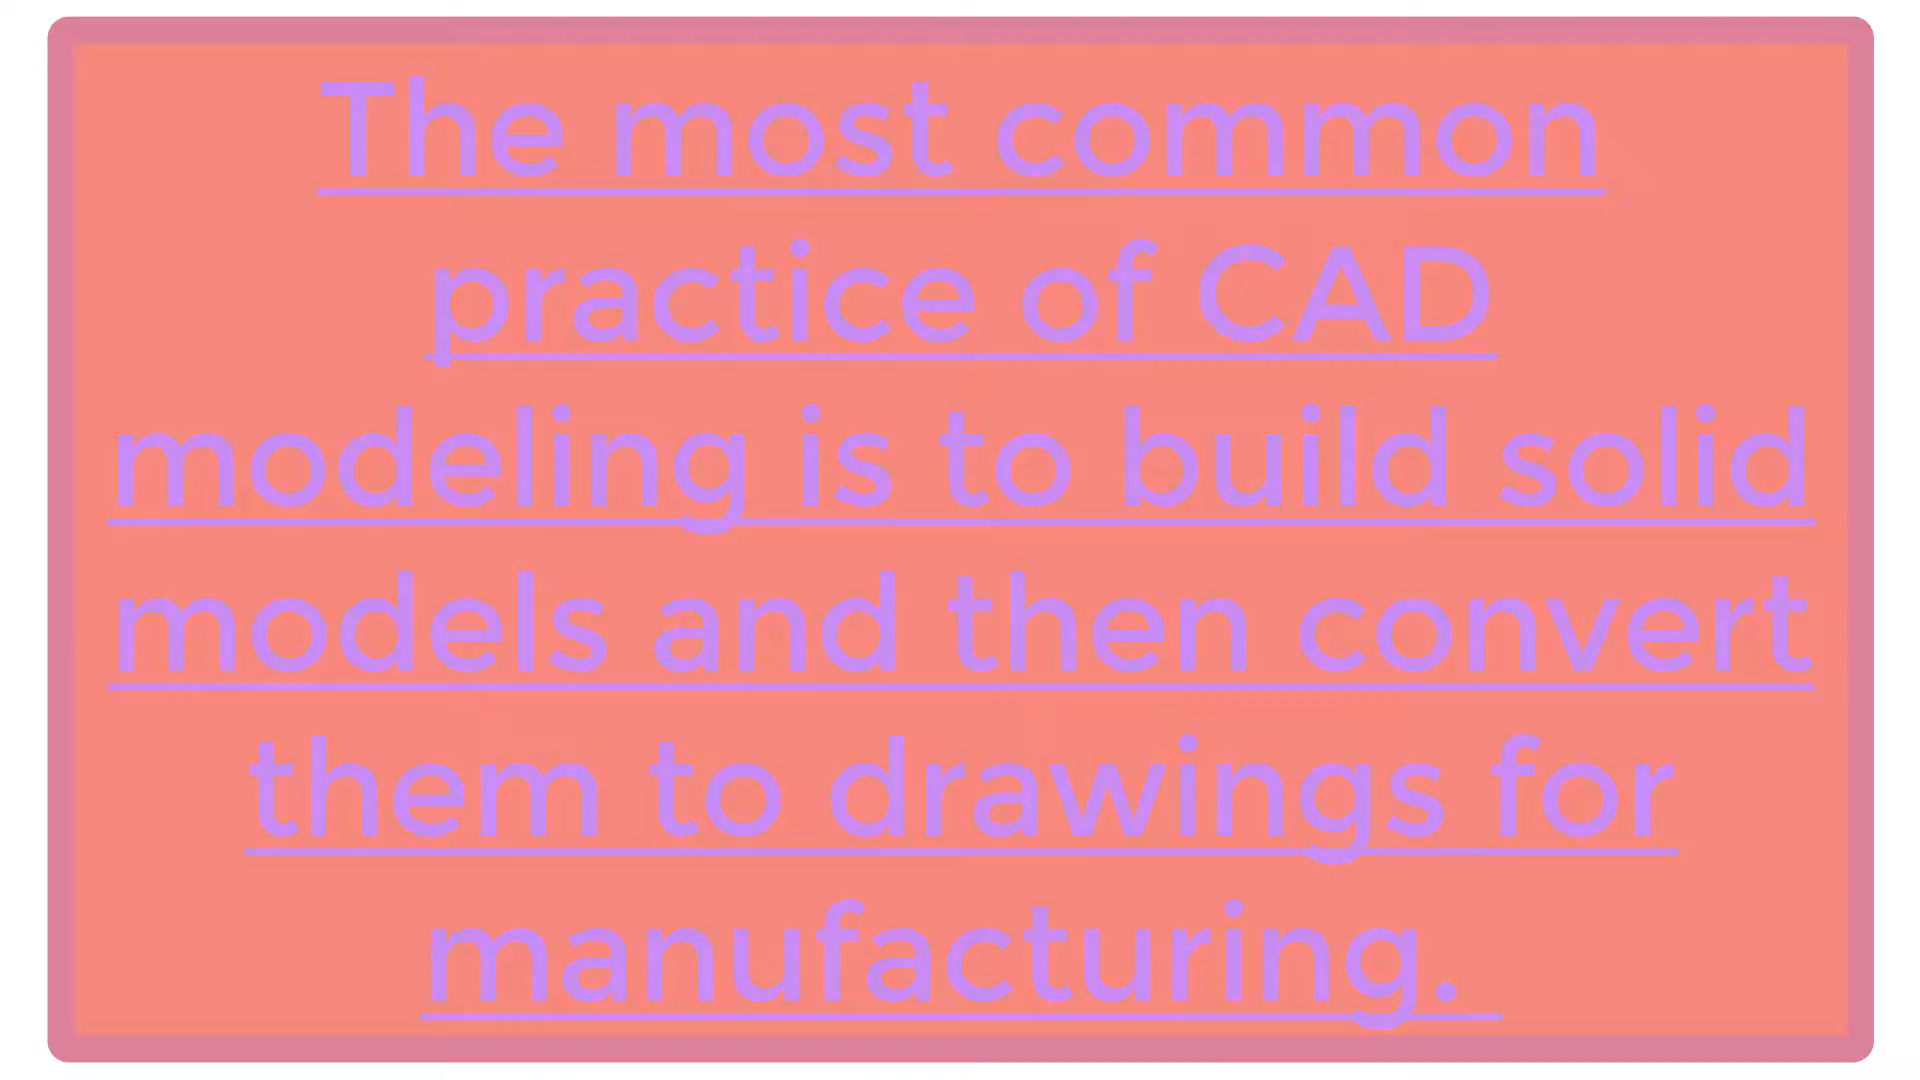 The most common
practice of CAD
modeling is to build solid
models and then convert
them to drawings for
manufacturing.